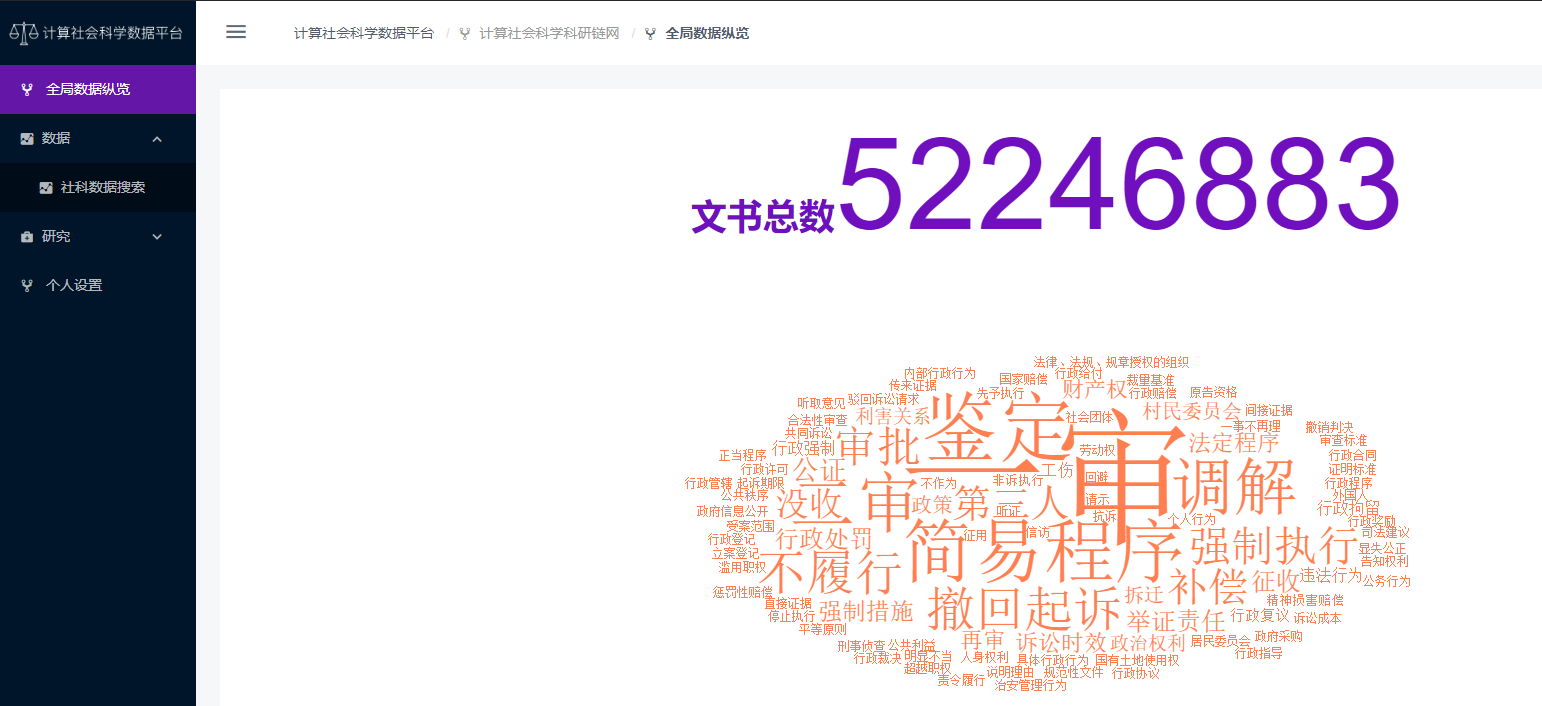 计算社会科学数据平台
计算社会科学数据平台 / 计算社会科学科研链网 / 全局数据纵览
全局数据纵览
数据
社科数据搜索
研究
个人设置
文书总数52246883
法律、法规、规章授权的组织
内部行政行为
国家赔偿
行政给付
裁量基准
传来证据
先予执行
财产权
行政赔偿
原告资格
听取意见
驳回诉讼请求
鉴定
社会团体
村民委员会
间接证据
合法性审查
利害关系
一审
一事不再理
撤销判决
共同诉讼
审批
法定程序
审查标准
行政强制
劳动权
正当程序
行政合同
行政许可
公证
工伤
调解
证明标准
行政管辖
起诉期限
不作为
非诉执行
回避
行政程序
公共秩序
没收
二审
政策
第三人
请示
外国人
政府信息公开
听证
抗诉
个人行为
行政拘留
行政奖励
受案范围
行政登记
行政处罚
征用
信访
简易程序
强制执行
司法建议
立案登记
显失公正
滥用职权
不履行
告知权利
违法行为
公务行为
惩罚性赔偿
补偿
征收
直接证据
强制措施
撤回起诉
拆迁
精神损害赔偿
停止执行
举证责任
行政复议
诉讼成本
平等原则
再审
诉讼时效
政治权利
居民委员会
政府采购
刑事侦查
公共利益
行政裁决
明显不当
人身权利
具体行政行为
国有土地使用权
行政指导
超越职权
说明理由
规范性文件
行政协议
责令履行
治安管理行为